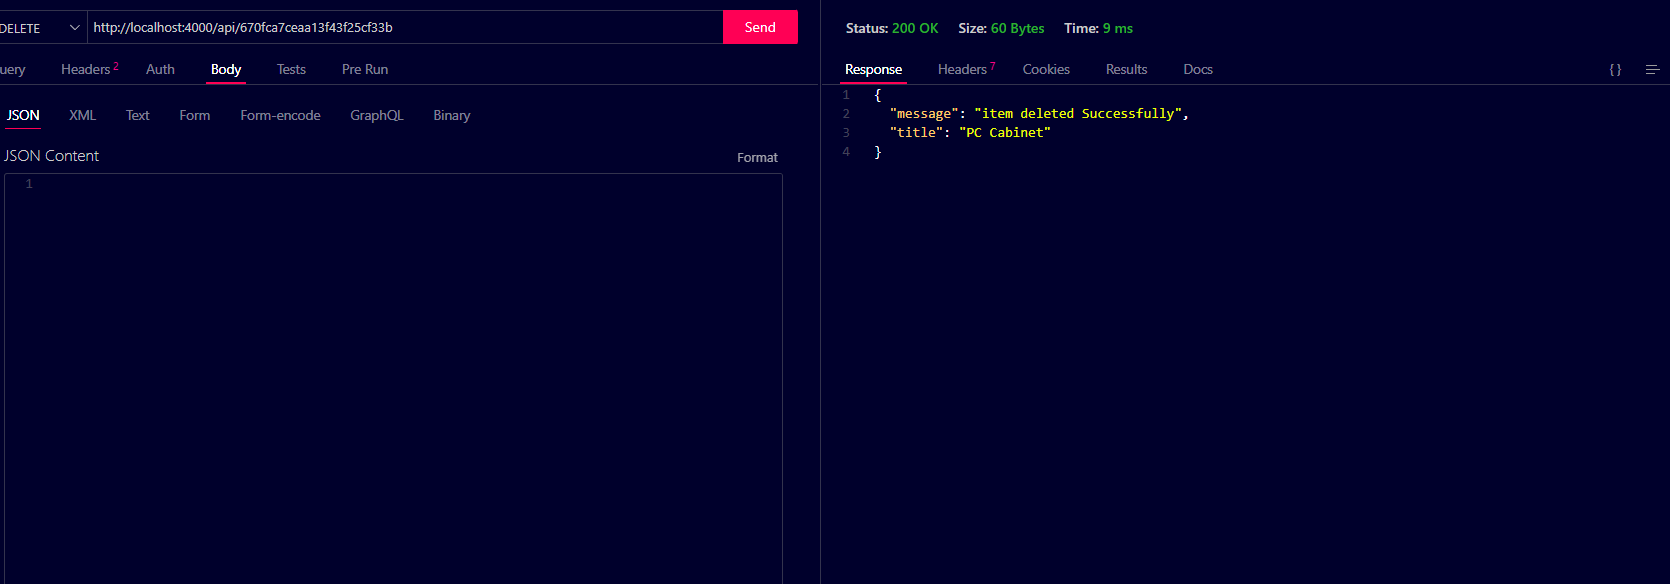 DELETE http://localhost:4000/api/670fca7ceaa13f43f25cf33b Send
uery Headers 2 Auth Body Tests Pre Run
JSON XML Text Form Form-encode GraphQL Binary
JSON Content Format
1
Status: 200 OK Size: 60 Bytes Time: 9 ms
Response Headers 7 Cookies Results Docs {}
1 {
2 "message": "item deleted Successfully",
3 "title": "PC Cabinet"
4 }